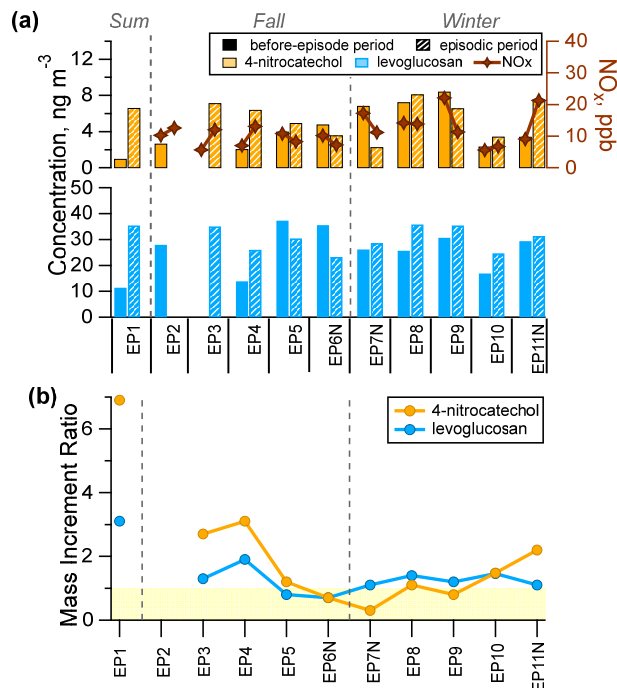 (a)
Sum Fall Winter
before-episode period episodic period
4-nitrocatechol levoglucosan NOx
Concentration, ng m⁻³
12
8
4
0
40
30
20
10
0
NOₓ, ppb
50
40
30
20
10
0
EP1 EP2 EP3 EP4 EP5 EP6N EP7N EP8 EP9 EP10 EP11N
(b)
4-nitrocatechol
levoglucosan
Mass Increment Ratio
6
4
2
0
EP1 EP2 EP3 EP4 EP5 EP6N EP7N EP8 EP9 EP10 EP11N